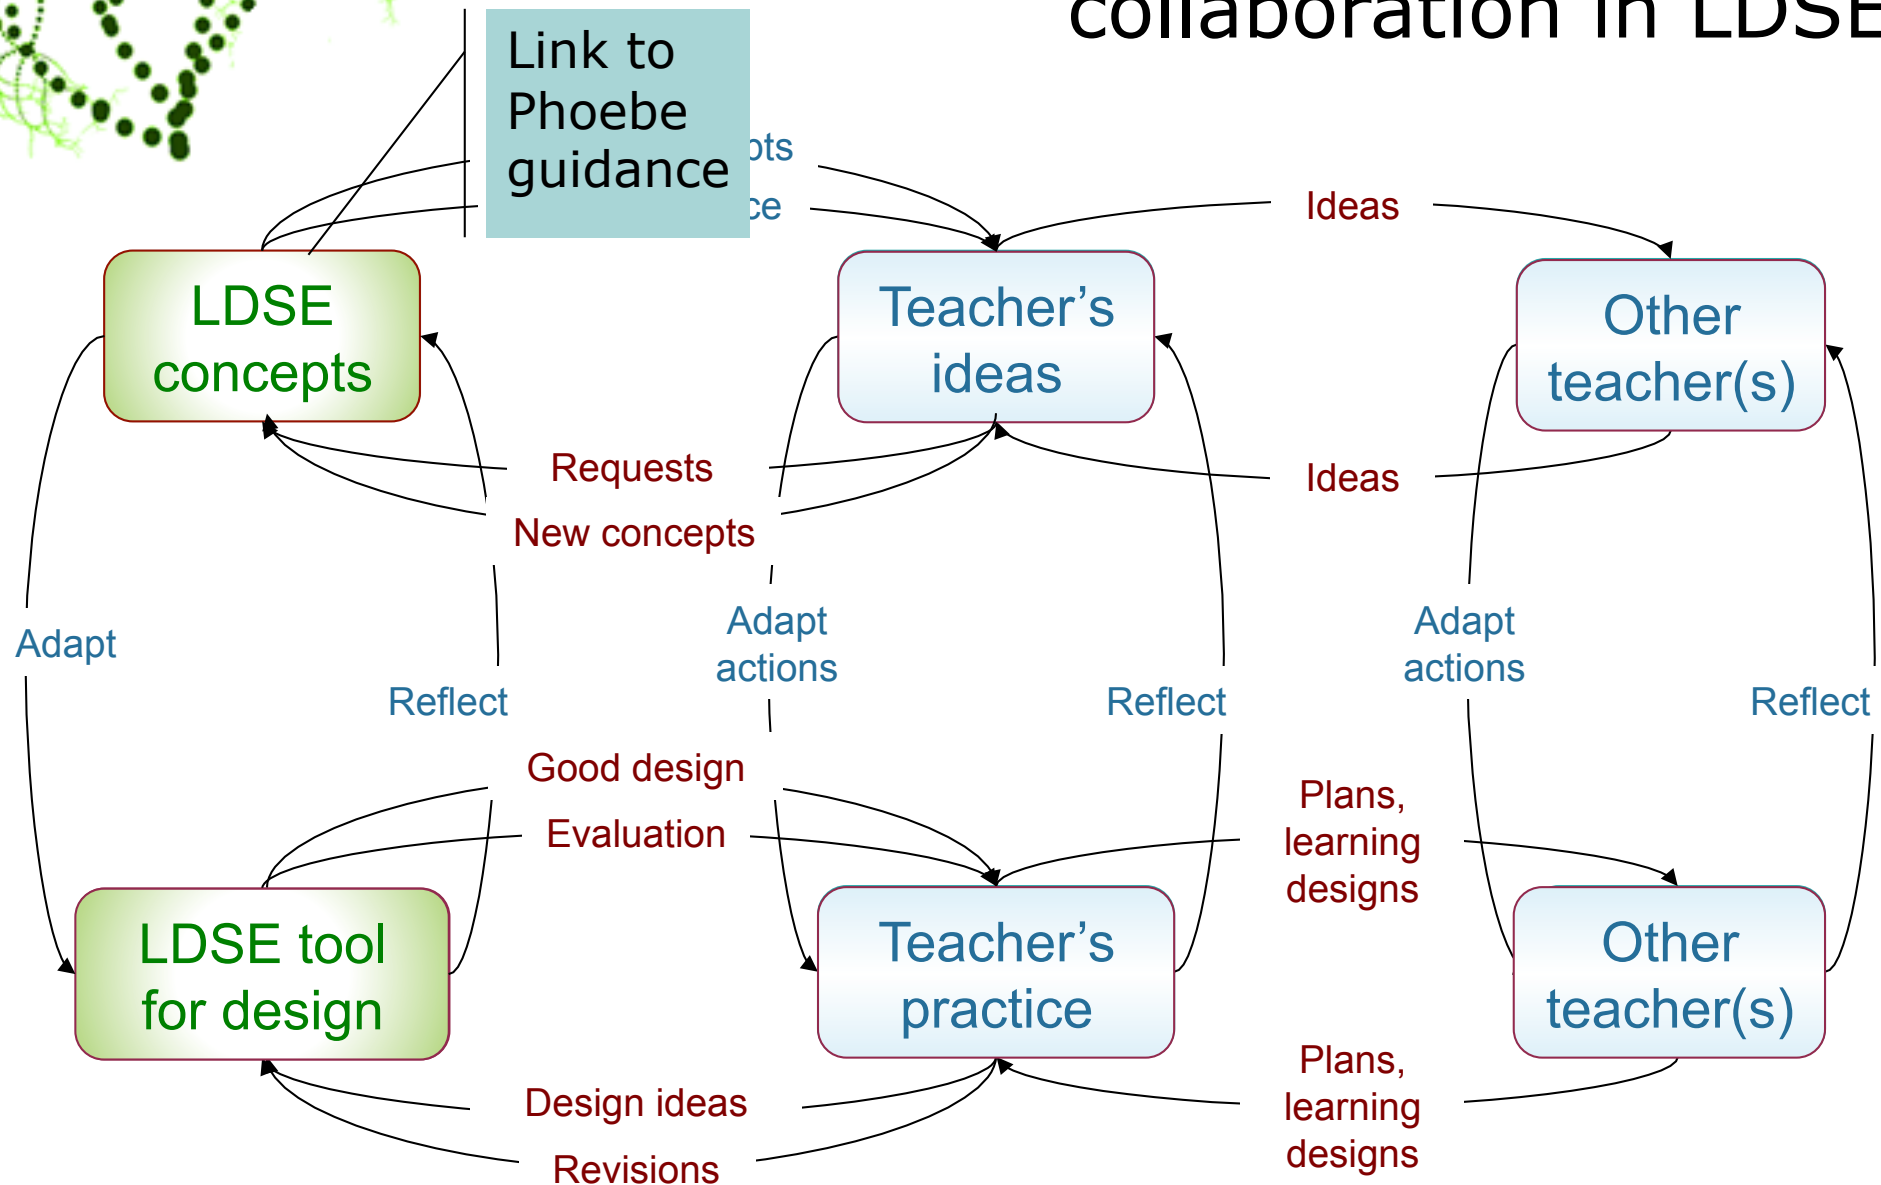 collaboration in LDSE
Link to
Phoebe
guidance
pts
ce
Ideas
LDSE
concepts
Teacher’s
ideas
Other
teacher(s)
Requests
Ideas
New concepts
Adapt
Adapt
actions
Adapt
actions
Reflect
Reflect
Reflect
Good design
Evaluation
Plans,
learning
designs
LDSE tool
for design
Teacher’s
practice
Other
teacher(s)
Design ideas
Revisions
Plans,
learning
designs